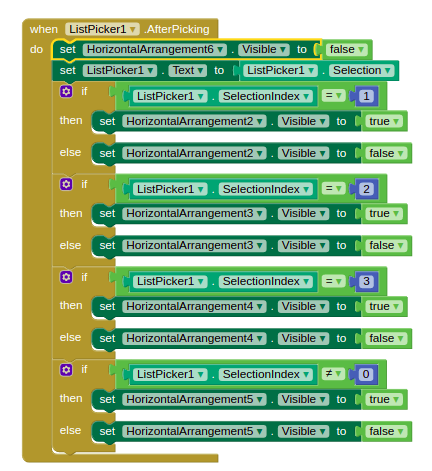 when ListPicker1 .AfterPicking
do set HorizontalArrangement6 . Visible to false
set ListPicker1 . Text to ListPicker1 . Selection
if ListPicker1 . SelectionIndex = 1
then set HorizontalArrangement2 . Visible to true
else set HorizontalArrangement2 . Visible to false
if ListPicker1 . SelectionIndex = 2
then set HorizontalArrangement3 . Visible to true
else set HorizontalArrangement3 . Visible to false
if ListPicker1 . SelectionIndex = 3
then set HorizontalArrangement4 . Visible to true
else set HorizontalArrangement4 . Visible to false
if ListPicker1 . SelectionIndex ≠ 0
then set HorizontalArrangement5 . Visible to true
else set HorizontalArrangement5 . Visible to false